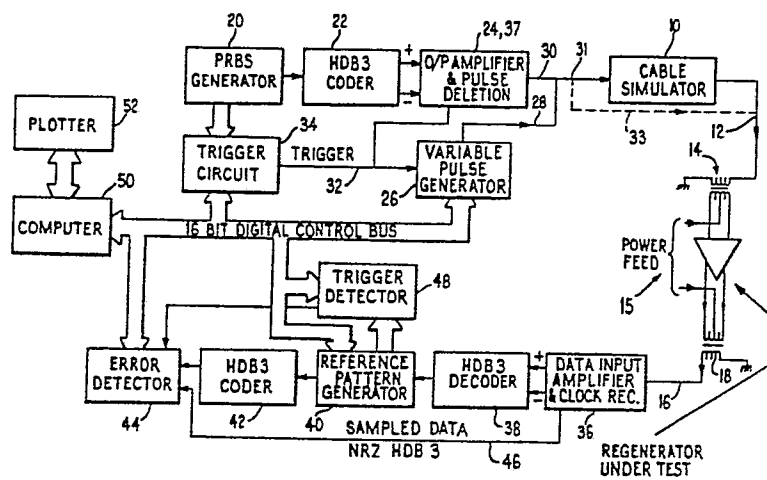 20
22
24,37
30
31
10
PRBS
GENERATOR
HDB3
CODER
+
-
O/P AMPLIFIER
& PULSE
DELETION
CABLE
SIMULATOR
52
PLOTTER
34
28
33
12
TRIGGER
CIRCUIT
TRIGGER
32
VARIABLE
PULSE
GENERATOR
26
14
50
COMPUTER
16 BIT DIGITAL CONTROL BUS
POWER
FEED
15
TRIGGER
DETECTOR
48
ERROR
DETECTOR
44
HDB3
CODER
42
REFERENCE
PATTERN
GENERATOR
40
HDB3
DECODER
38
+
-
DATA INPUT
AMPLIFIER
& CLOCK REC.
36
16
18
SAMPLED DATA
NRZ HDB 3
46
REGENERATOR
UNDER TEST